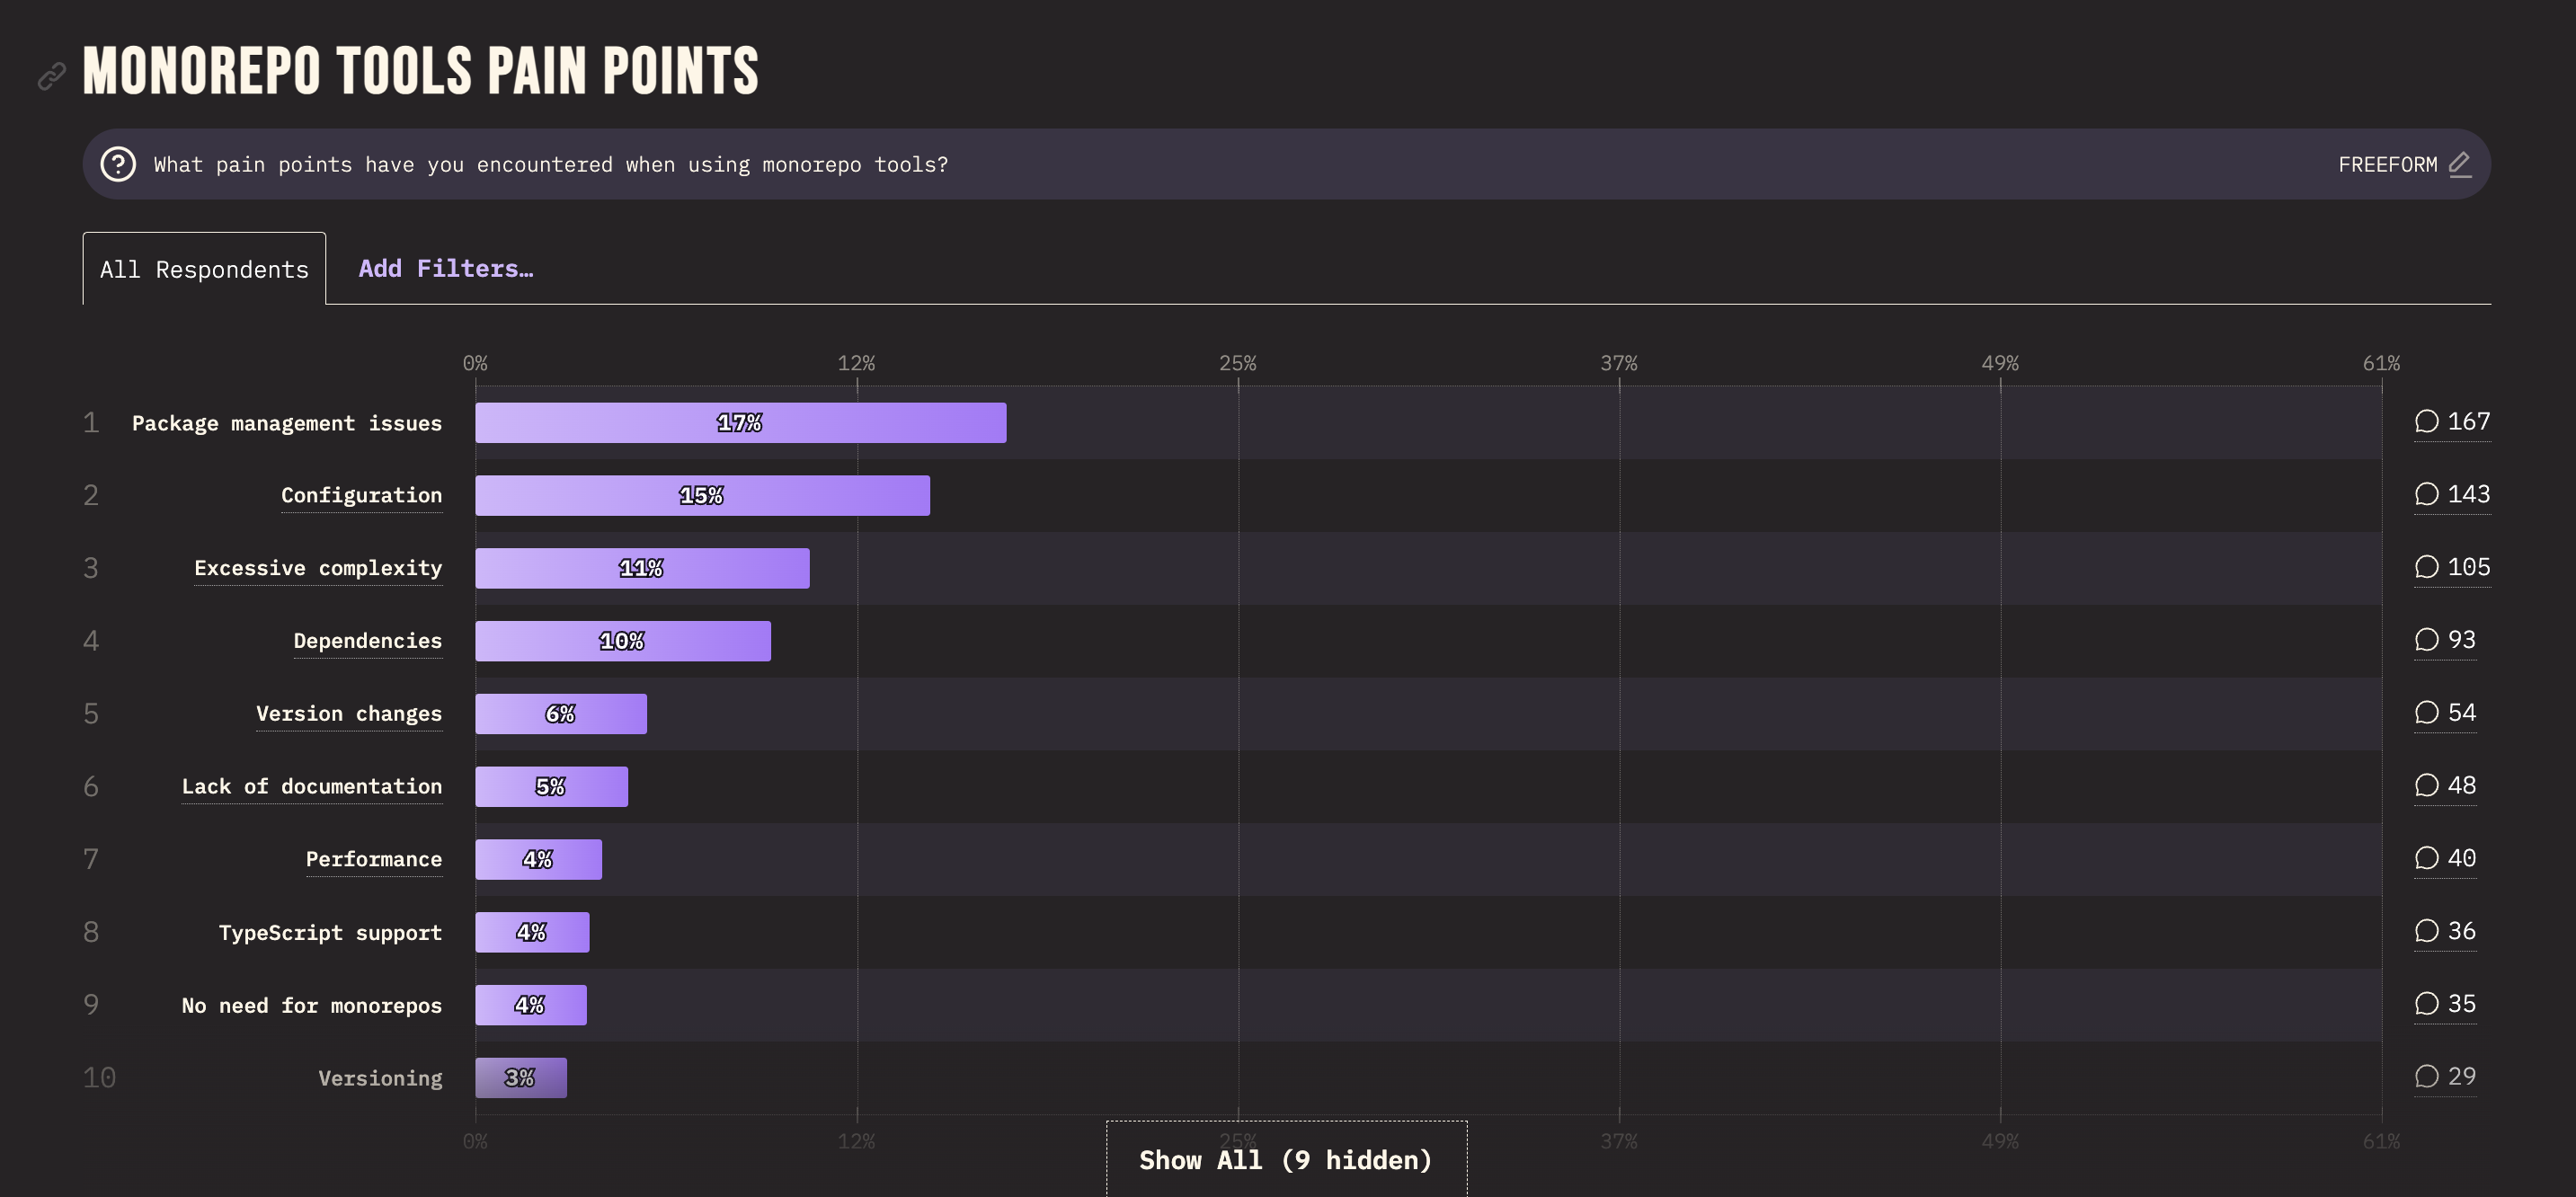 MONOREPO TOOLS PAIN POINTS
What pain points have you encountered when using monorepo tools? FREEFORM
All Respondents Add Filters…
0% 12% 25% 37% 49% 61%
1 Package management issues 17% 167
2 Configuration 15% 143
3 Excessive complexity 11% 105
4 Dependencies 10% 93
5 Version changes 6% 54
6 Lack of documentation 5% 48
7 Performance 4% 40
8 TypeScript support 4% 36
9 No need for monorepos 4% 35
10 Versioning 3% 29
0% 12% 25% 37% 49% 61%
Show All (9 hidden)